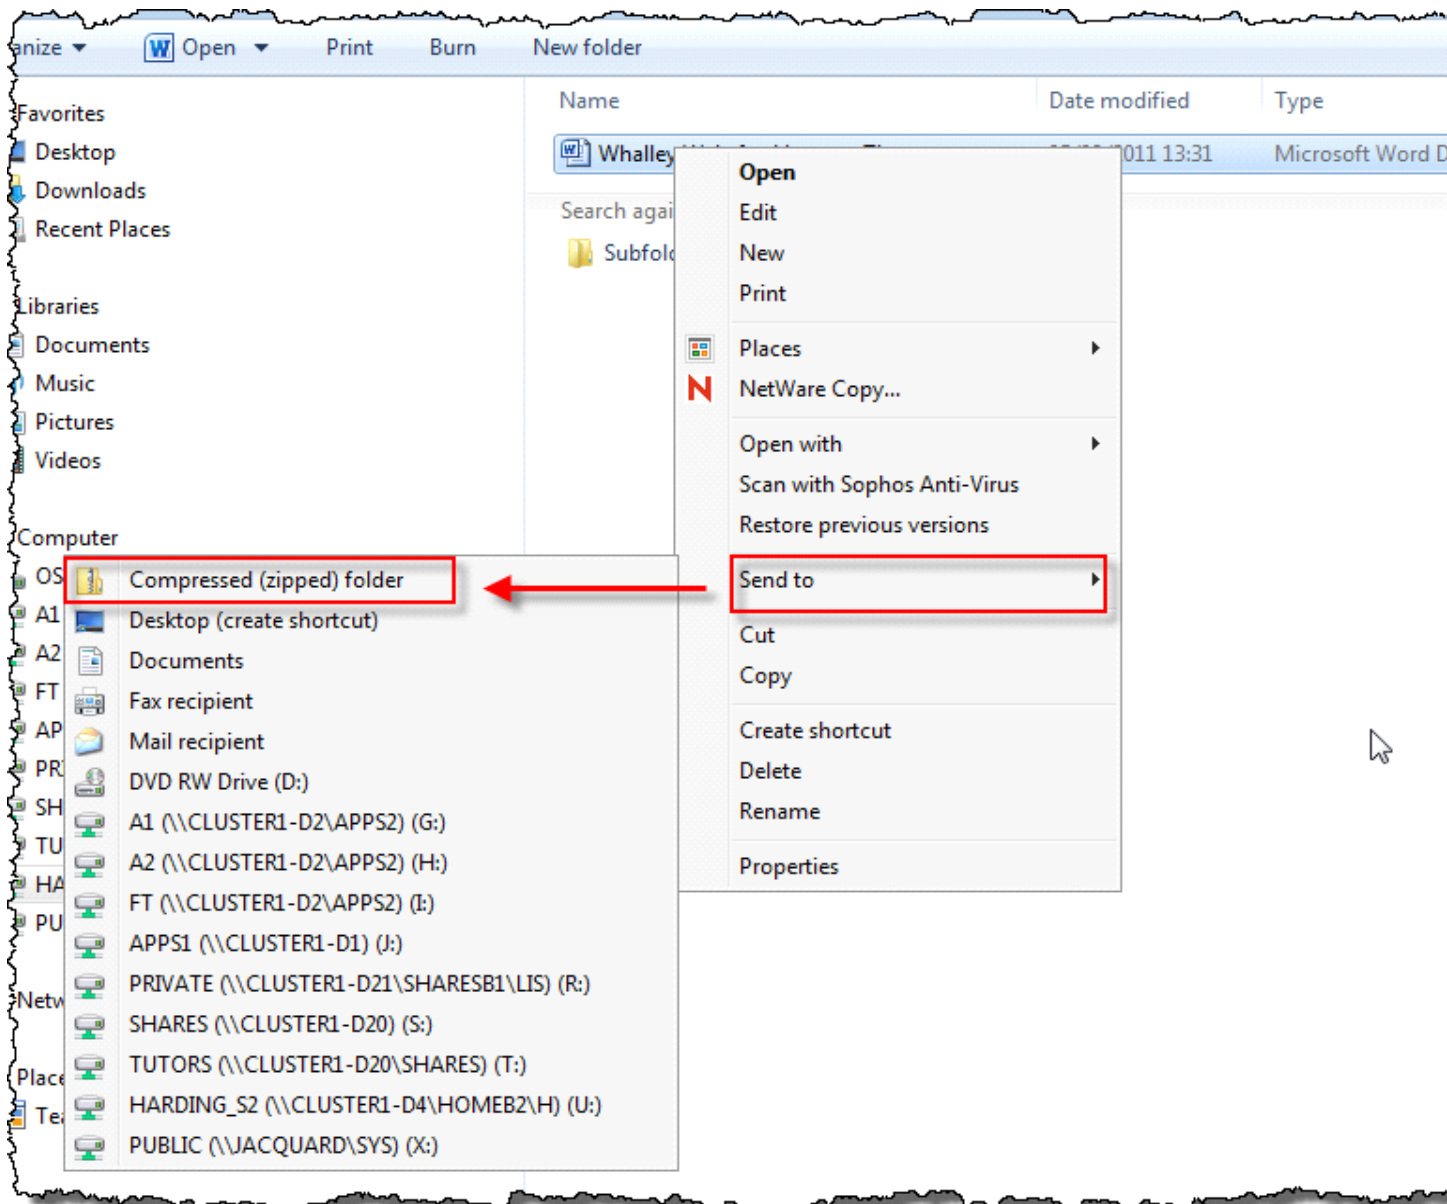 anize Open Print Burn New folder
Name Date modified Type
Favorites
Desktop
Downloads
Recent Places
Libraries
Documents
Music
Pictures
Videos
Computer
OS
A1
A2
FT
AP
SH
TU
HA
PU
Whalley 011 13:31 Microsoft Word D
Search agai
Open
Edit
New
Print
Places
N NetWare Copy...
Open with
Scan with Sophos Anti-Virus
Restore previous versions
Send to
Cut
Copy
Create shortcut
Delete
Rename
Properties
Compressed (zipped) folder
Desktop (create shortcut)
Documents
Fax recipient
Mail recipient
DVD RW Drive (D:)
A1 (\\CLUSTER1-D2\APPS2) (G:)
A2 (\\CLUSTER1-D2\APPS2) (H:)
FT (\\CLUSTER1-D2\APPS2) (I:)
APPS1 (\\CLUSTER1-D1) (J:)
PRIVATE (\\CLUSTER1-D21\SHARESB1\LIS) (R:)
SHARES (\\CLUSTER1-D20) (S:)
TUTORS (\\CLUSTER1-D20\SHARES) (T:)
HARDING_S2 (\\CLUSTER1-D4\HOMEB2\H) (U:)
PUBLIC (\\JACQUARD\SYS) (X:)